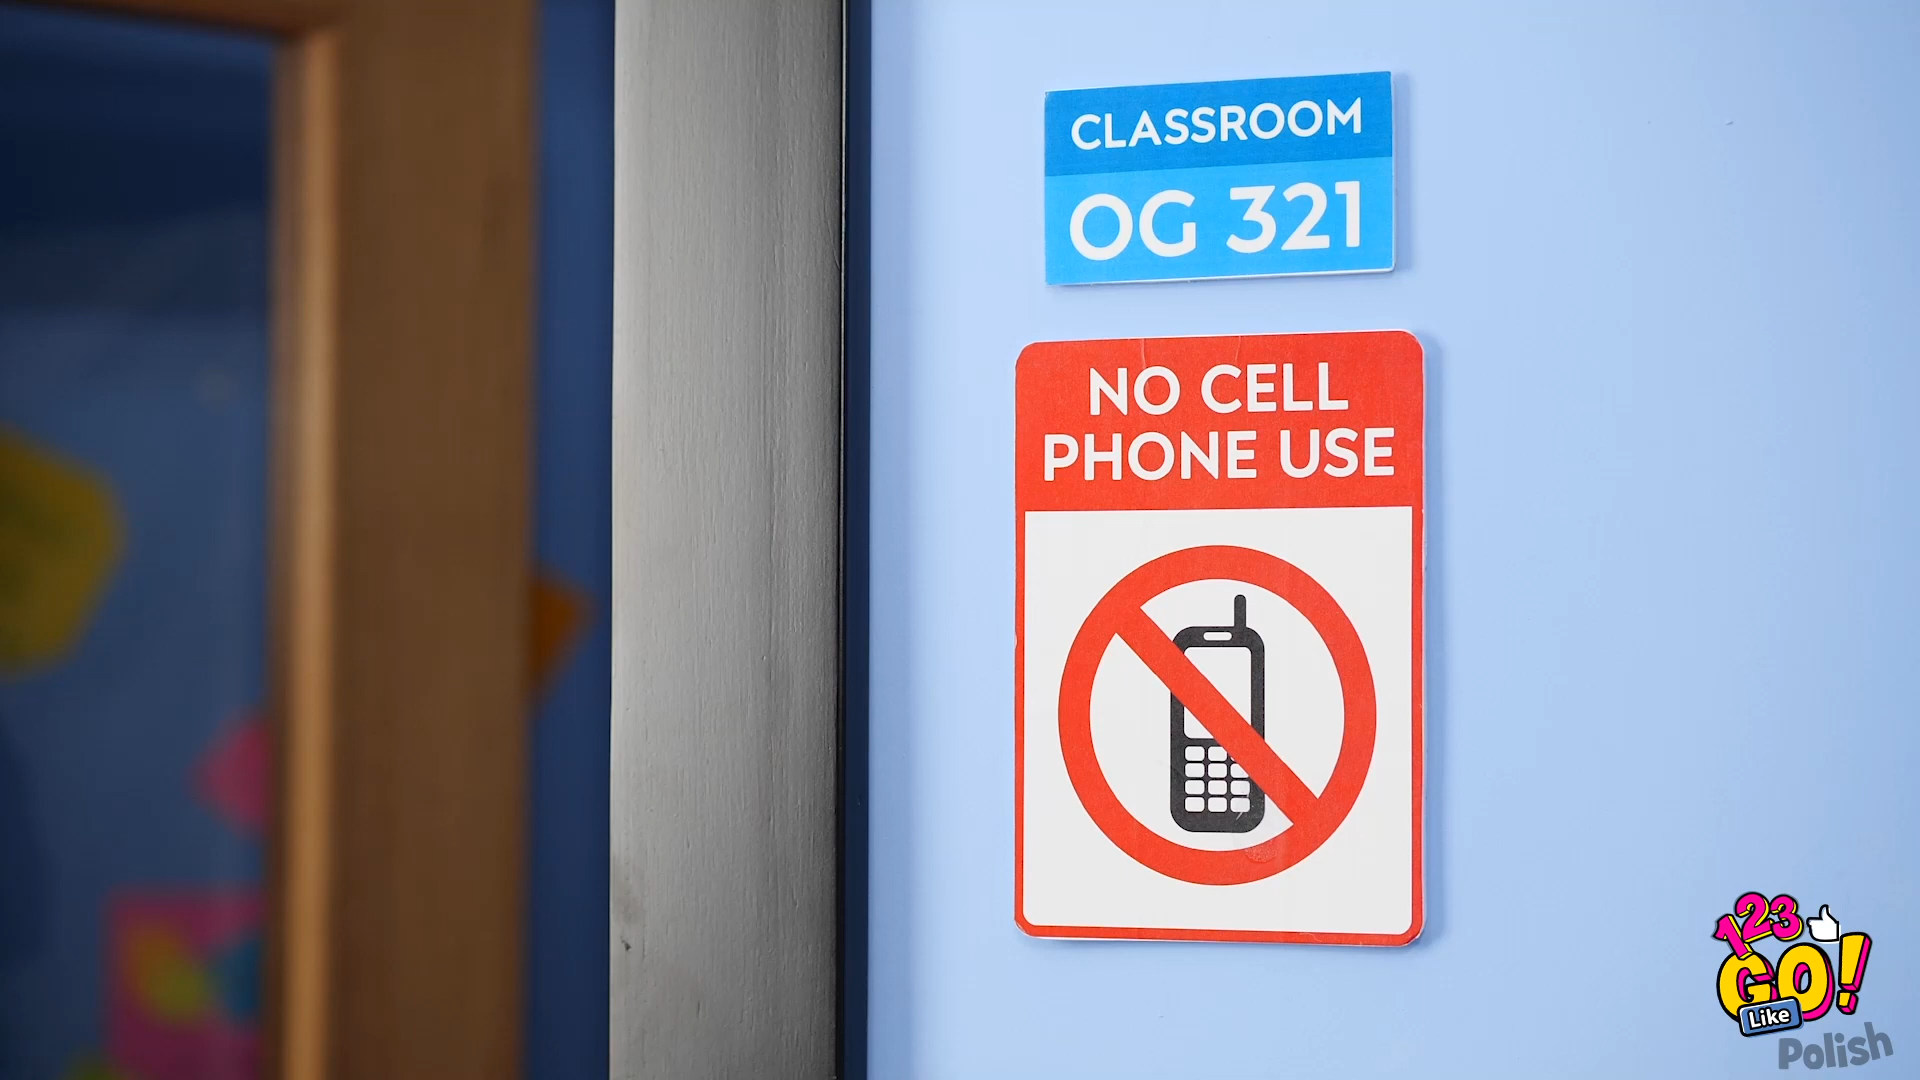 CLASSROOM
OG 321
NO CELL
PHONE USE
123
GO!
Like
Polish